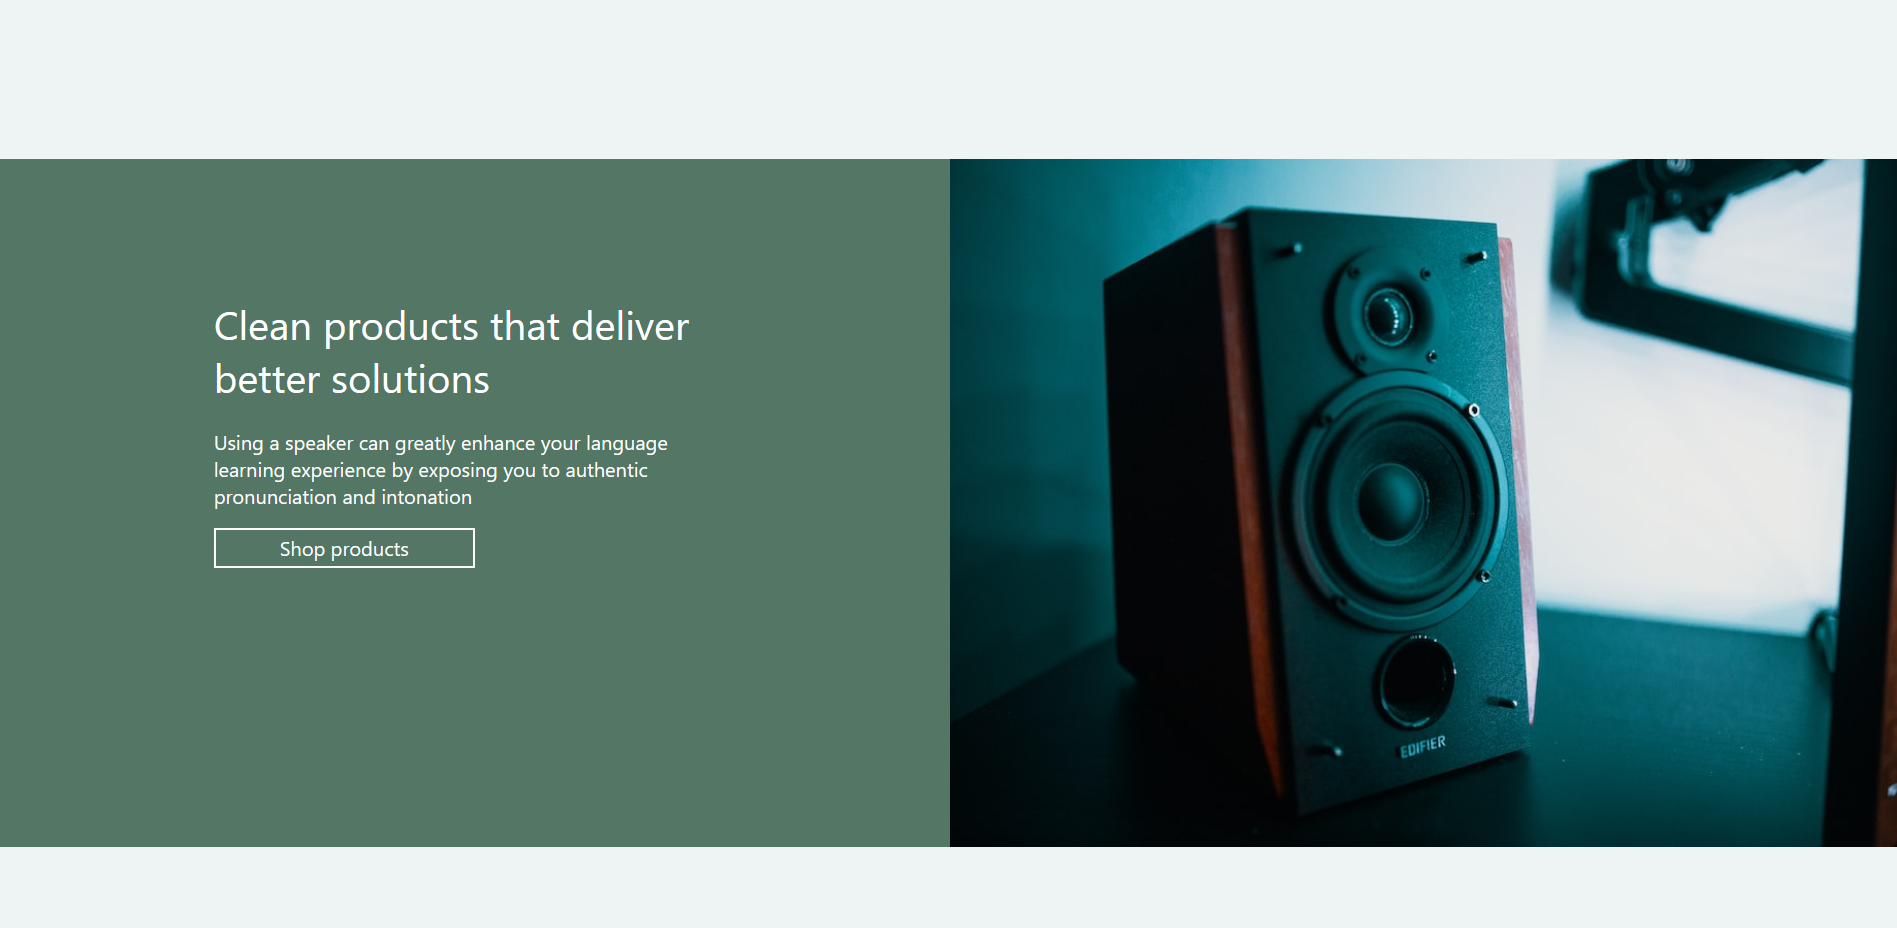 Clean products that deliver
better solutions
Using a speaker can greatly enhance your language
learning experience by exposing you to authentic
pronunciation and intonation
Shop products
EDIFIER